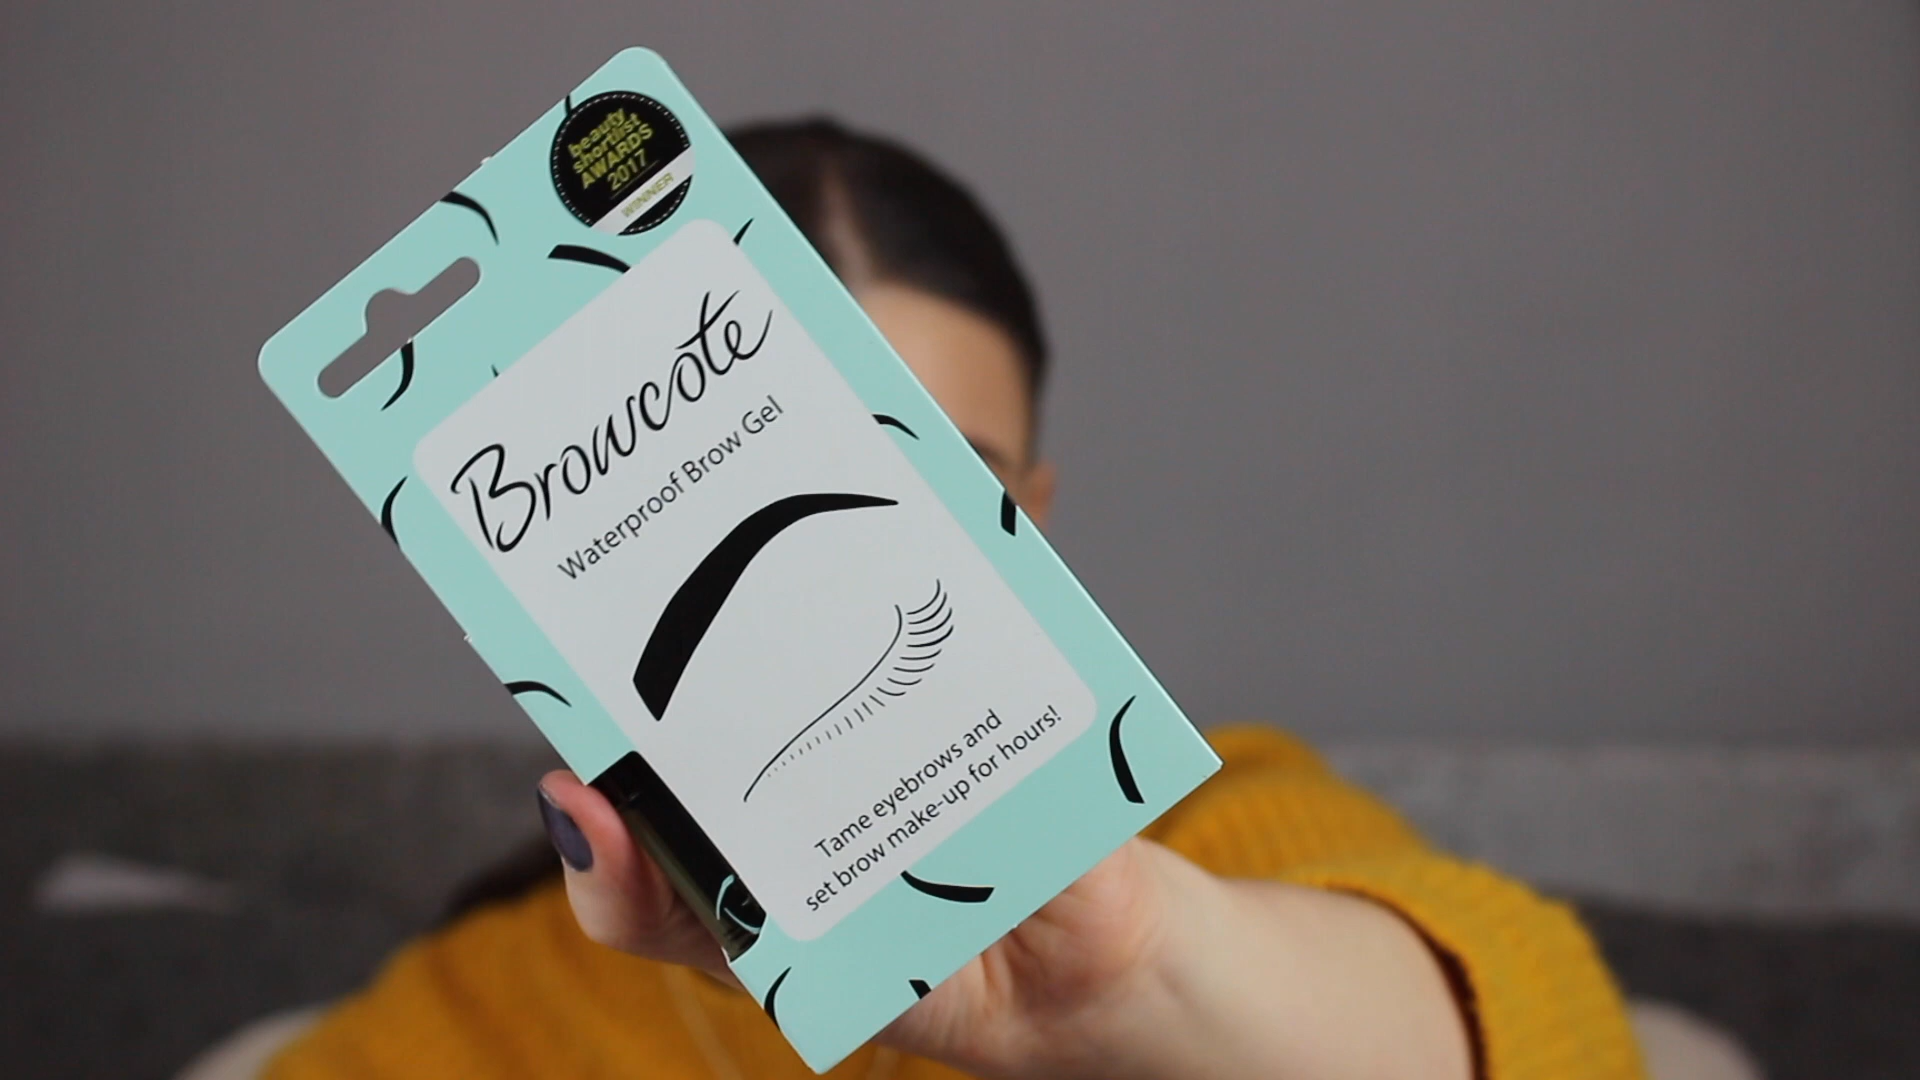 beauty
shortlist
AWARDS
2017
WINNER
Browcote
Waterproof Brow Gel
Tame eyebrows and
set brow make-up for hours!